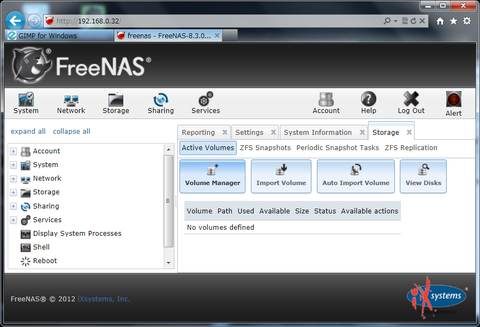 http://192.168.0.32/
GIMP for Windows
freenas - FreeNAS-8.3.0...
FreeNAS®
System Network Storage Sharing Services Account Help Log Out Alert
expand all collapse all
Reporting Settings System Information Storage
Active Volumes ZFS Snapshots Periodic Snapshot Tasks ZFS Replication
Account
System
Network
Storage
Sharing
Services
Display System Processes
Shell
Reboot
Volume Manager Import Volume Auto Import Volume View Disks
Volume Path Used Available Size Status Available actions
No volumes defined
FreeNAS® © 2012 iXsystems, Inc.
iXsystems